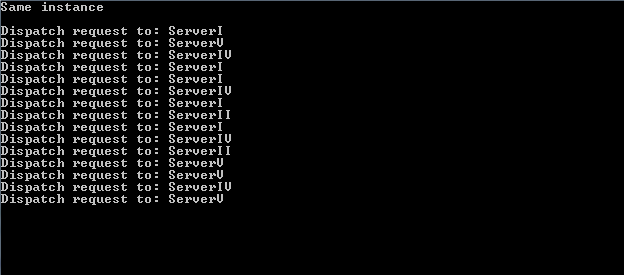 Same instance
Dispatch request to: ServerI
Dispatch request to: ServerV
Dispatch request to: ServerIV
Dispatch request to: ServerI
Dispatch request to: ServerI
Dispatch request to: ServerIV
Dispatch request to: ServerI
Dispatch request to: ServerII
Dispatch request to: ServerI
Dispatch request to: ServerIV
Dispatch request to: ServerII
Dispatch request to: ServerV
Dispatch request to: ServerV
Dispatch request to: ServerIV
Dispatch request to: ServerV